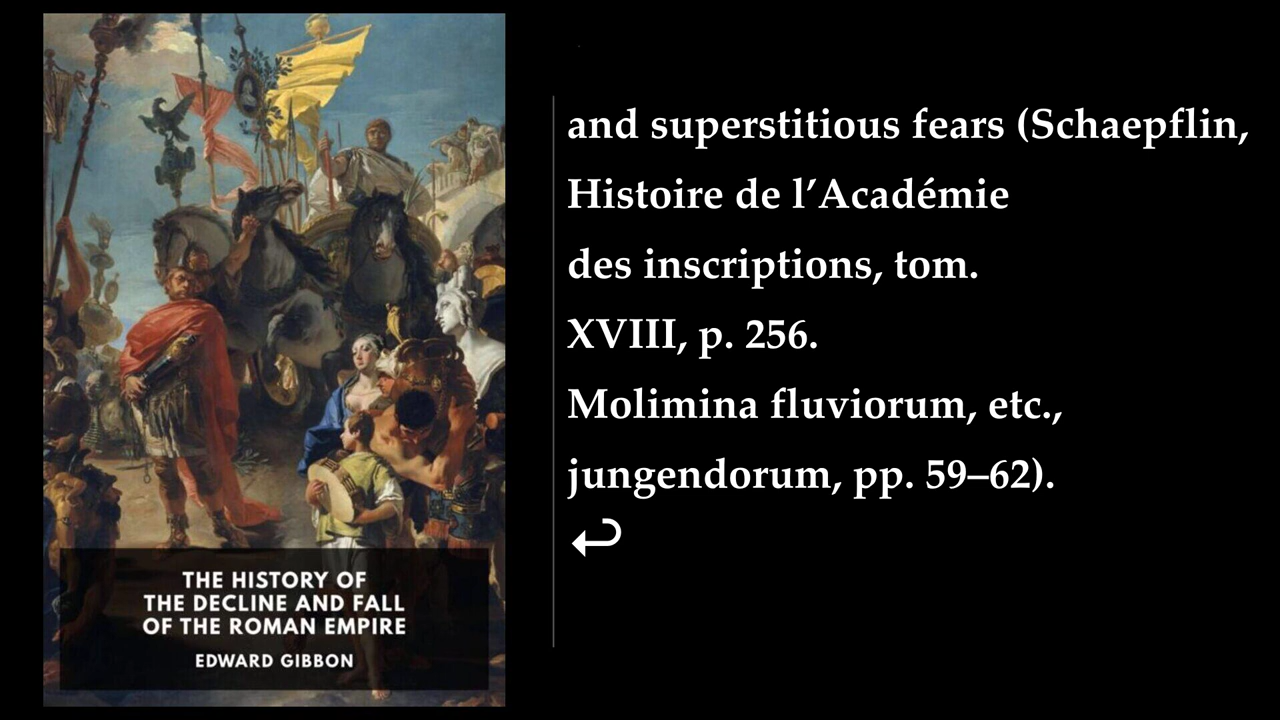 and superstitious fears (Schaepflin,
Histoire de l’Académie
des inscriptions, tom.
XVIII, p. 256.
Molimina fluviorum, etc.,
jungendorum, pp. 59–62).
↩
THE HISTORY OF
THE DECLINE AND FALL
OF THE ROMAN EMPIRE
EDWARD GIBBON